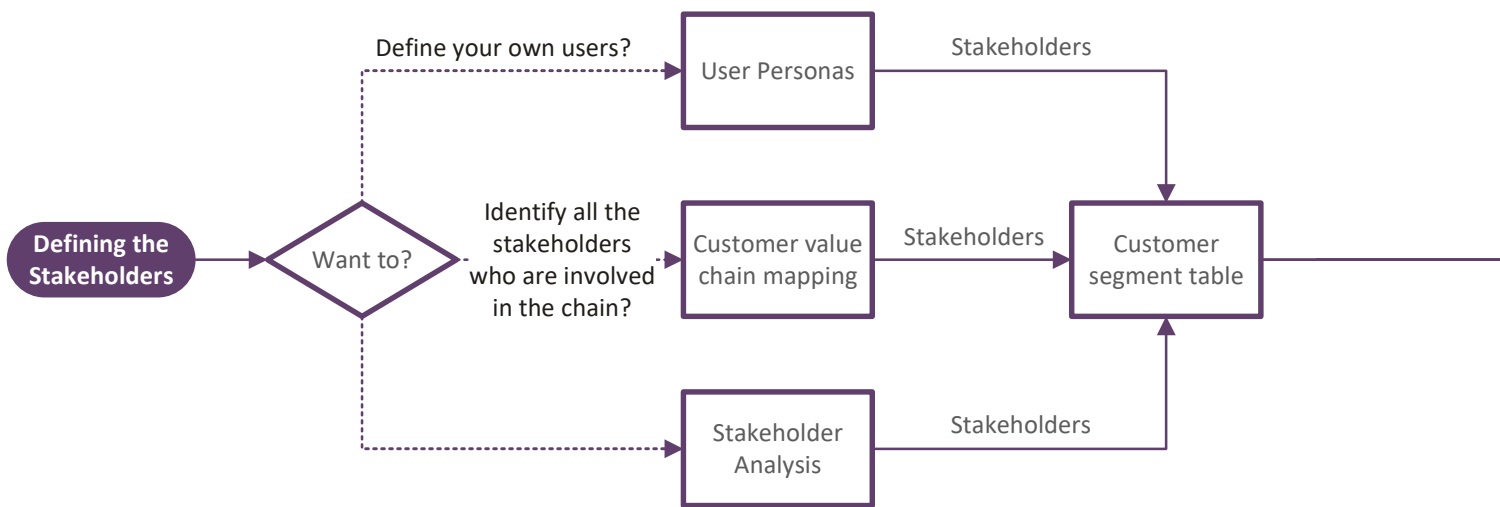 Define your own users?
User Personas
Stakeholders
Defining the
Stakeholders
Want to?
Identify all the
stakeholders
who are involved
in the chain?
Customer value
chain mapping
Stakeholders
Customer
segment table
Stakeholder
Analysis
Stakeholders